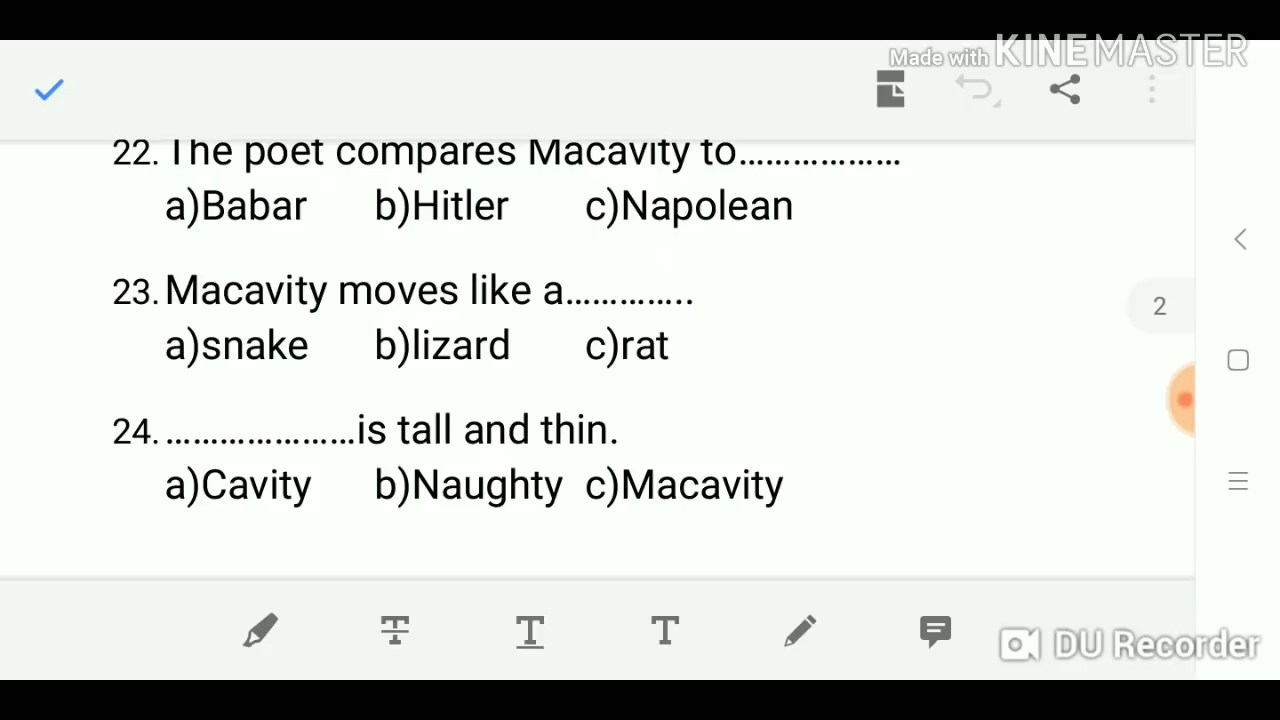 Made with KINEMASTER
22. The poet compares Macavity to..................
a)Babar b)Hitler c)Napolean
23. Macavity moves like a..............
a)snake b)lizard c)rat
2
24. .....................is tall and thin.
a)Cavity b)Naughty c)Macavity
T T T
DU Recorder